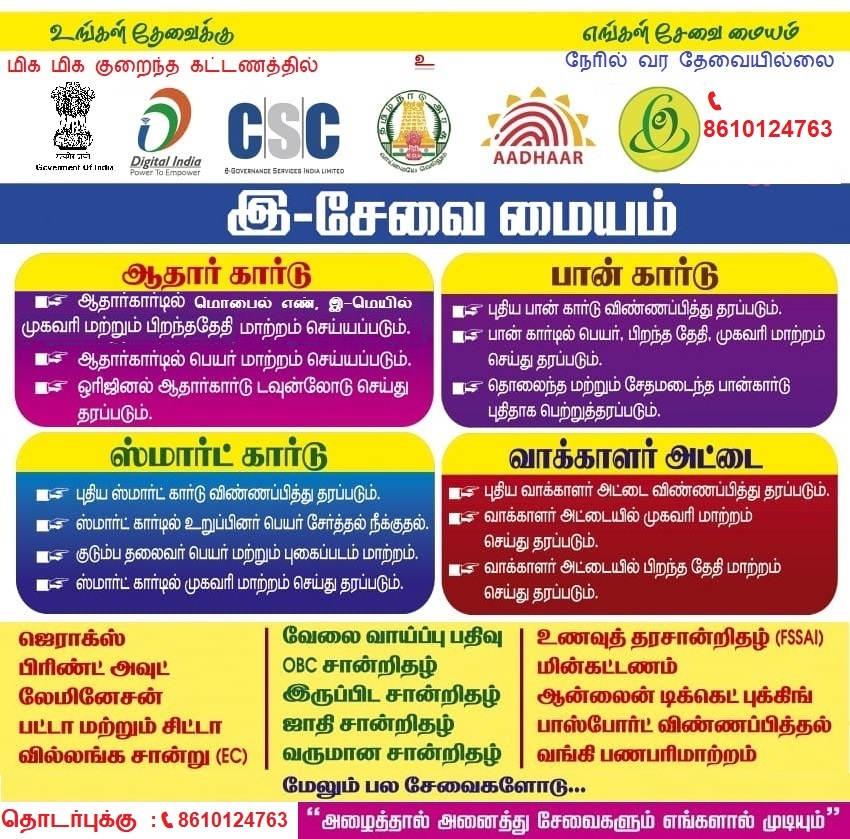 உங்கள் தேவைக்கு
எங்கள் சேவை மையம்
மிக மிக குறைந்த கட்டணத்தில்
உ
நேரில் வர தேவையில்லை
सत्यमेव जयते
Goverment Of India
Digital India
Power To Empower
CSC
e-GOVERNANCE SERVICES INDIA LIMITED
தமிழ்நாடு அரசு
வாய்மையே வெல்லும்
AADHAAR
8610124763
இ-சேவை மையம்
ஆதார் கார்டு
ஆதார்கார்டில் மொபைல் எண், இ-மெயில்
முகவரி மற்றும் பிறந்ததேதி மாற்றம் செய்யப்படும்.
ஆதார்கார்டில் பெயர் மாற்றம் செய்யப்படும்.
ஒரிஜினல் ஆதார்கார்டு டவுன்லோடு செய்து
தரப்படும்.
பான் கார்டு
புதிய பான் கார்டு விண்ணப்பித்து தரப்படும்.
பான் கார்டில் பெயர், பிறந்த தேதி, முகவரி மாற்றம்
செய்து தரப்படும்.
தொலைந்த மற்றும் சேதமடைந்த பான்கார்டு
புதிதாக பெற்றுத்தரப்படும்.
ஸ்மார்ட் கார்டு
புதிய ஸ்மார்ட் கார்டு விண்ணப்பித்து தரப்படும்.
ஸ்மார்ட் கார்டில் உறுப்பினர் பெயர் சேர்த்தல் நீக்குதல்.
குடும்ப தலைவர் பெயர் மற்றும் புகைப்படம் மாற்றம்.
ஸ்மார்ட் கார்டில் முகவரி மாற்றம் செய்து தரப்படும்.
வாக்காளர் அட்டை
புதிய வாக்காளர் அட்டை விண்ணப்பித்து தரப்படும்.
வாக்காளர் அட்டையில் முகவரி மாற்றம்
செய்து தரப்படும்.
வாக்காளர் அட்டையில் பிறந்த தேதி மாற்றம்
செய்து தரப்படும்.
ஜெராக்ஸ்
பிரிண்ட் அவுட்
லேமினேசன்
பட்டா மற்றும் சிட்டா
வில்லங்க சான்று (EC)
வேலை வாய்ப்பு பதிவு
OBC சான்றிதழ்
இருப்பிட சான்றிதழ்
ஜாதி சான்றிதழ்
வருமான சான்றிதழ்
உணவுத் தரசான்றிதழ் (FSSAI)
மின்கட்டணம்
ஆன்லைன் டிக்கெட் புக்கிங்
பாஸ்போர்ட் விண்ணப்பித்தல்
வங்கி பணபரிமாற்றம்
மேலும் பல சேவைகளோடு...
தொடர்புக்கு : 8610124763
“அழைத்தால் அனைத்து சேவைகளும் எங்களால் முடியும்”